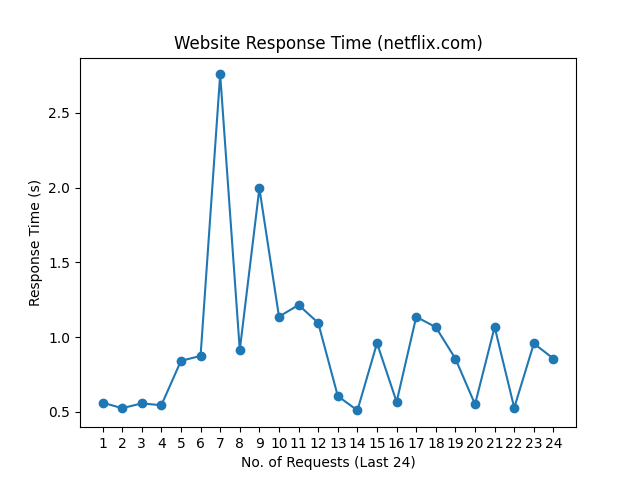 Website Response Time (netflix.com)
Response Time (s)
2.5
2.0
1.5
1.0
0.5
1 2 3 4 5 6 7 8 9 10 11 12 13 14 15 16 17 18 19 20 21 22 23 24
No. of Requests (Last 24)